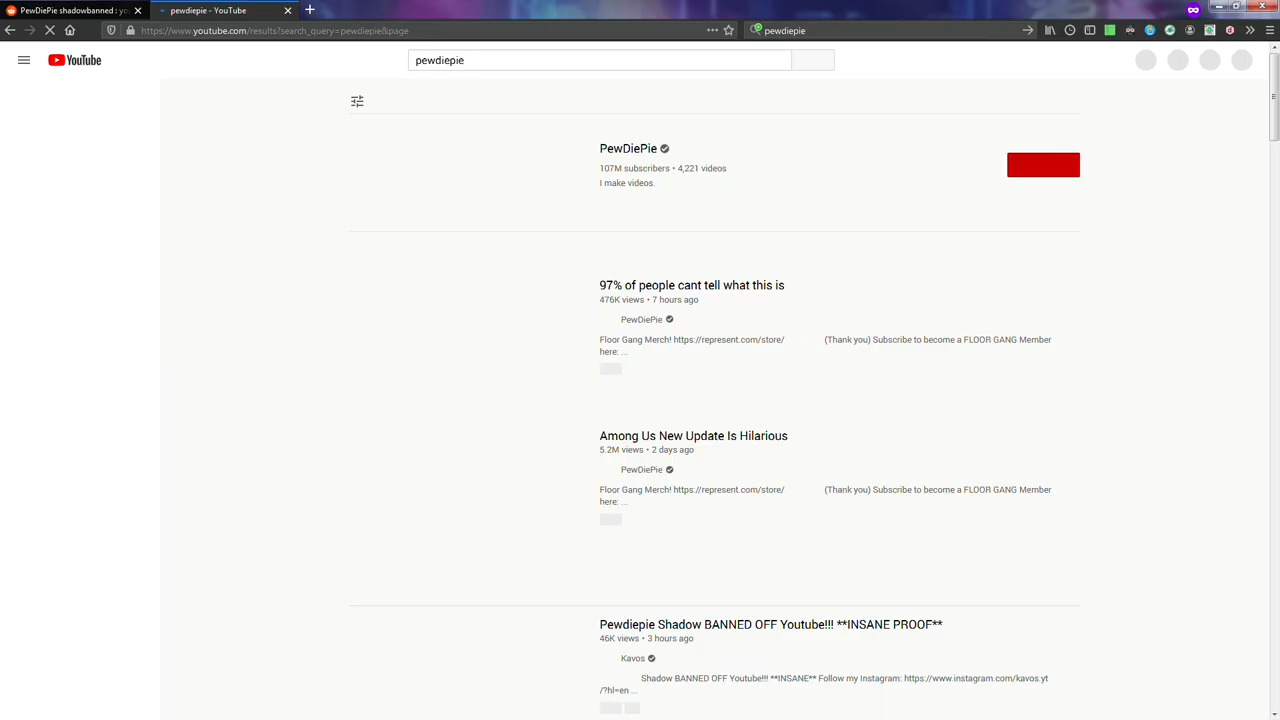 PewDiePie shadowbanned : yo
pewdiepie - YouTube
https://www.youtube.com/results?search_query=pewdiepie&page
pewdiepie
YouTube
pewdiepie
PewDiePie
107M subscribers • 4,221 videos
I make videos.
97% of people cant tell what this is
476K views • 7 hours ago
PewDiePie
Floor Gang Merch! https://represent.com/store/ (Thank you) Subscribe to become a FLOOR GANG Member
here: ...
Among Us New Update Is Hilarious
5.2M views • 2 days ago
PewDiePie
Floor Gang Merch! https://represent.com/store/ (Thank you) Subscribe to become a FLOOR GANG Member
here: ...
Pewdiepie Shadow BANNED OFF Youtube!!! **INSANE PROOF**
46K views • 3 hours ago
Kavos
Shadow BANNED OFF Youtube!!! **INSANE** Follow my Instagram: https://www.instagram.com/kavos.yt
/?hl=en ...